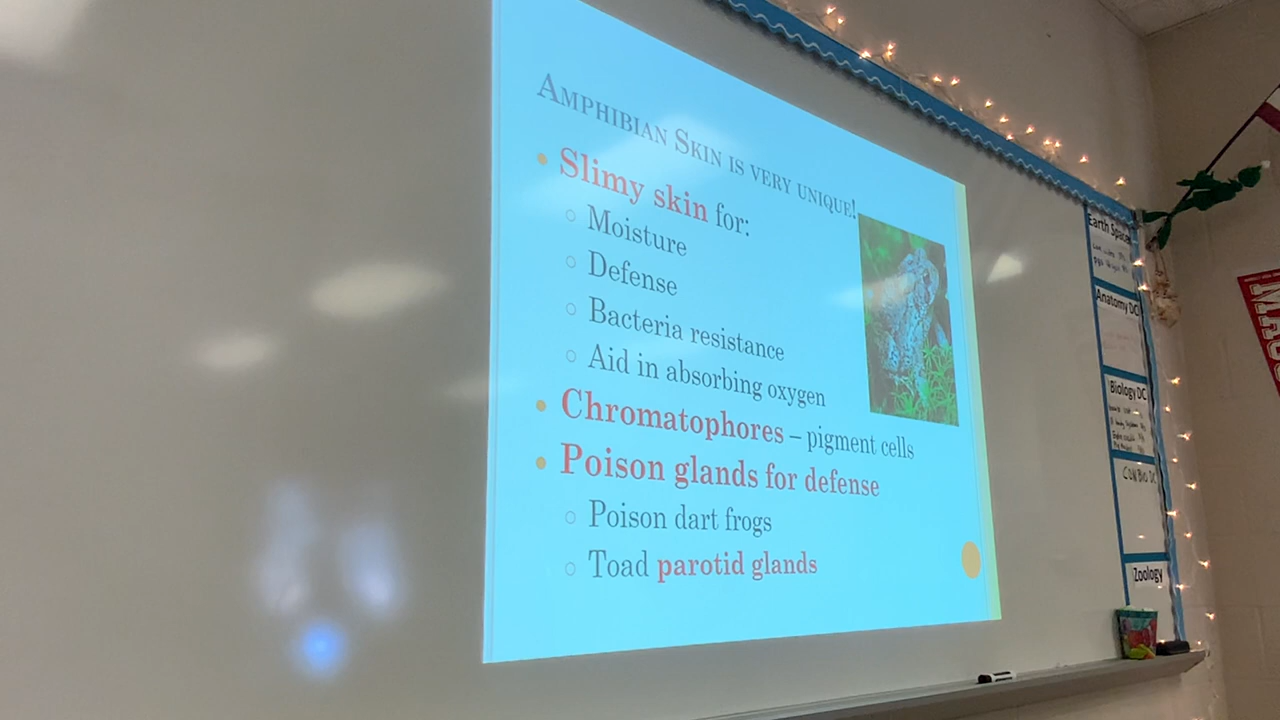 AMPHIBIAN SKIN IS VERY UNIQUE!
Slimy skin for:
Moisture
Defense
Bacteria resistance
Aid in absorbing oxygen
Chromatophores – pigment cells
Poison glands for defense
Poison dart frogs
Toad parotid glands
Earth Space
Anatomy DC
Biology DC
Zoology